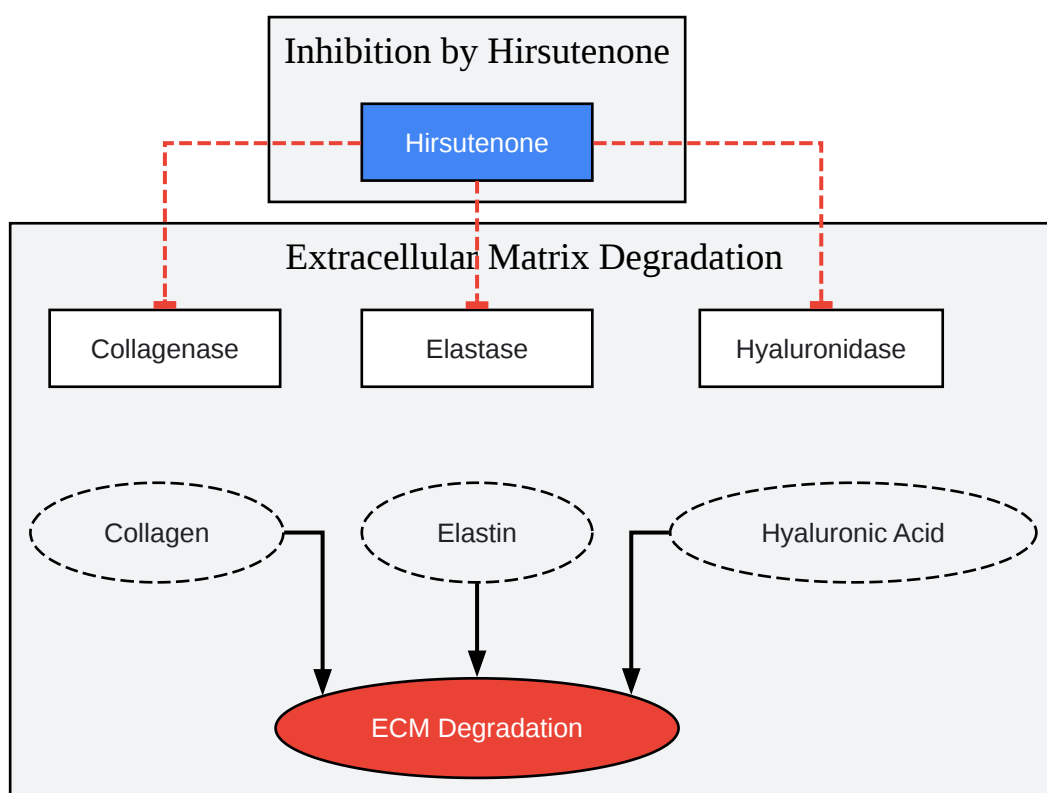 Inhibition by Hirsutenone
Hirsutenone
Extracellular Matrix Degradation
Collagenase
Elastase
Hyaluronidase
Collagen
Elastin
Hyaluronic Acid
ECM Degradation